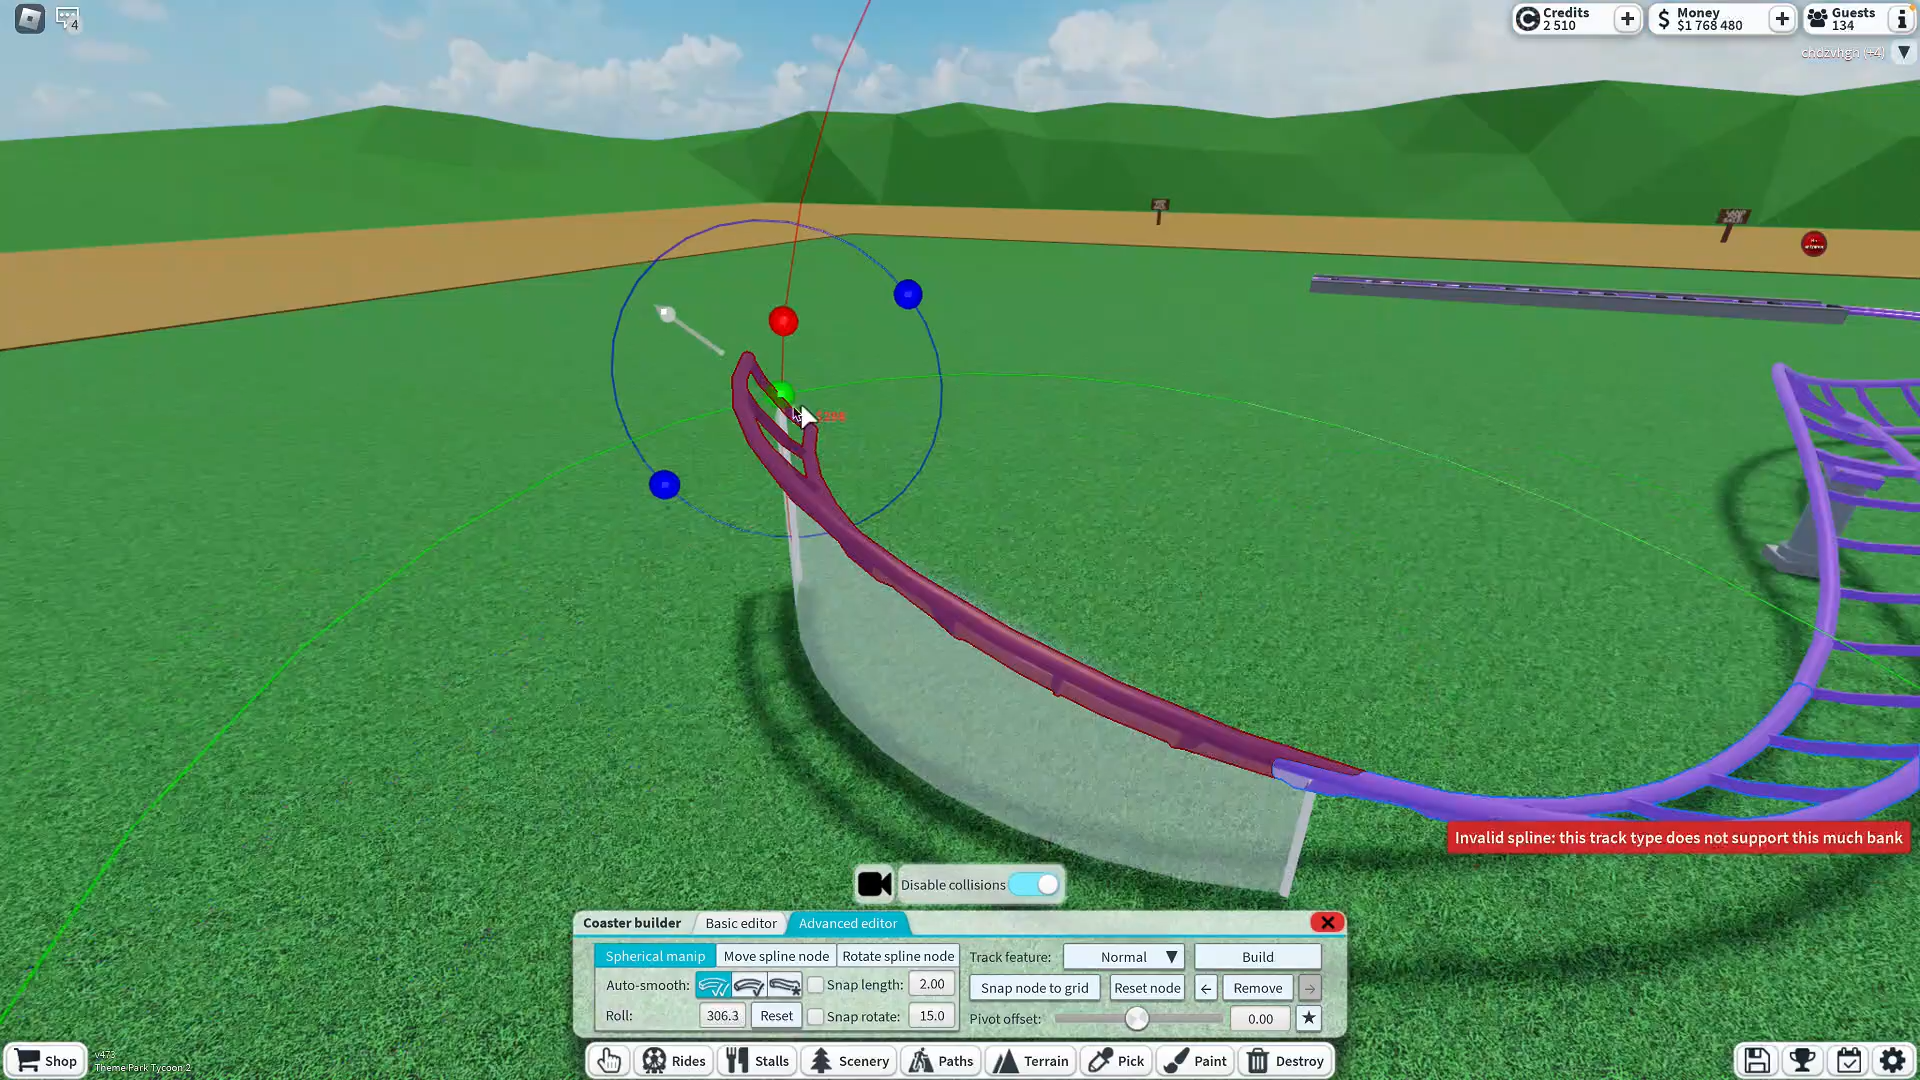 4
Credits
2 510
Money
$1 768 480
Guests
134
chdzvhgn (+4)
Invalid spline: this track type does not support this much bank
Disable collisions
Coaster builder
Basic editor
Advanced editor
Spherical manip
Move spline node
Rotate spline node
Track feature:
Normal
Build
Auto-smooth:
Snap length:
2.00
Snap node to grid
Reset node
Remove
Roll:
306.3
Reset
Snap rotate:
15.0
Pivot offset:
0.00
Shop
v473
Theme Park Tycoon 2
Rides
Stalls
Scenery
Paths
Terrain
Pick
Paint
Destroy